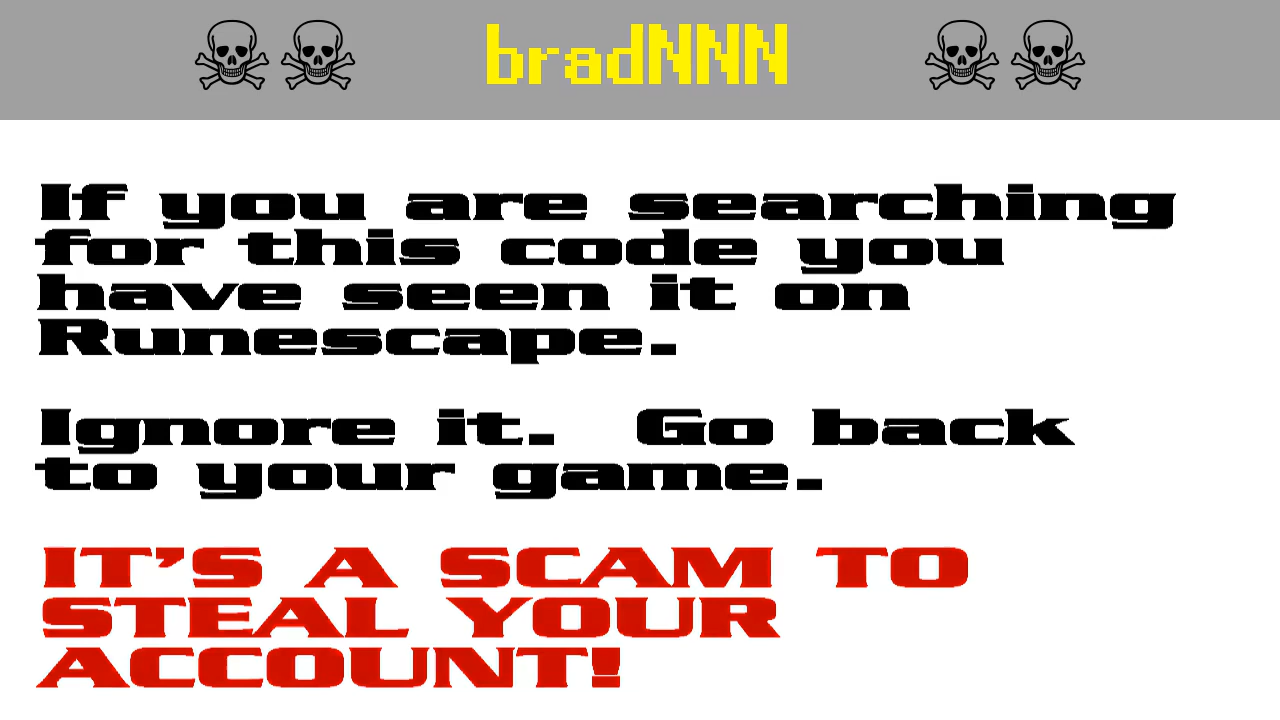 bradNNN
If you are searching
for this code you
have seen it on
Runescape.
Ignore it. Go back
to your game.
IT'S A SCAM TO
STEAL YOUR
ACCOUNT!